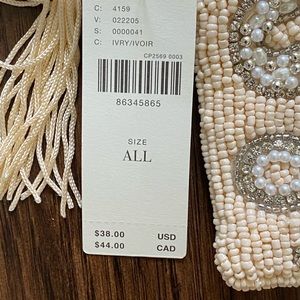 C: 4159
V: 022205
S: 0000041
C: IVRY/IVOIR
CP2569 0003
86345865
SIZE
ALL
$38.00 USD
$44.00 CAD